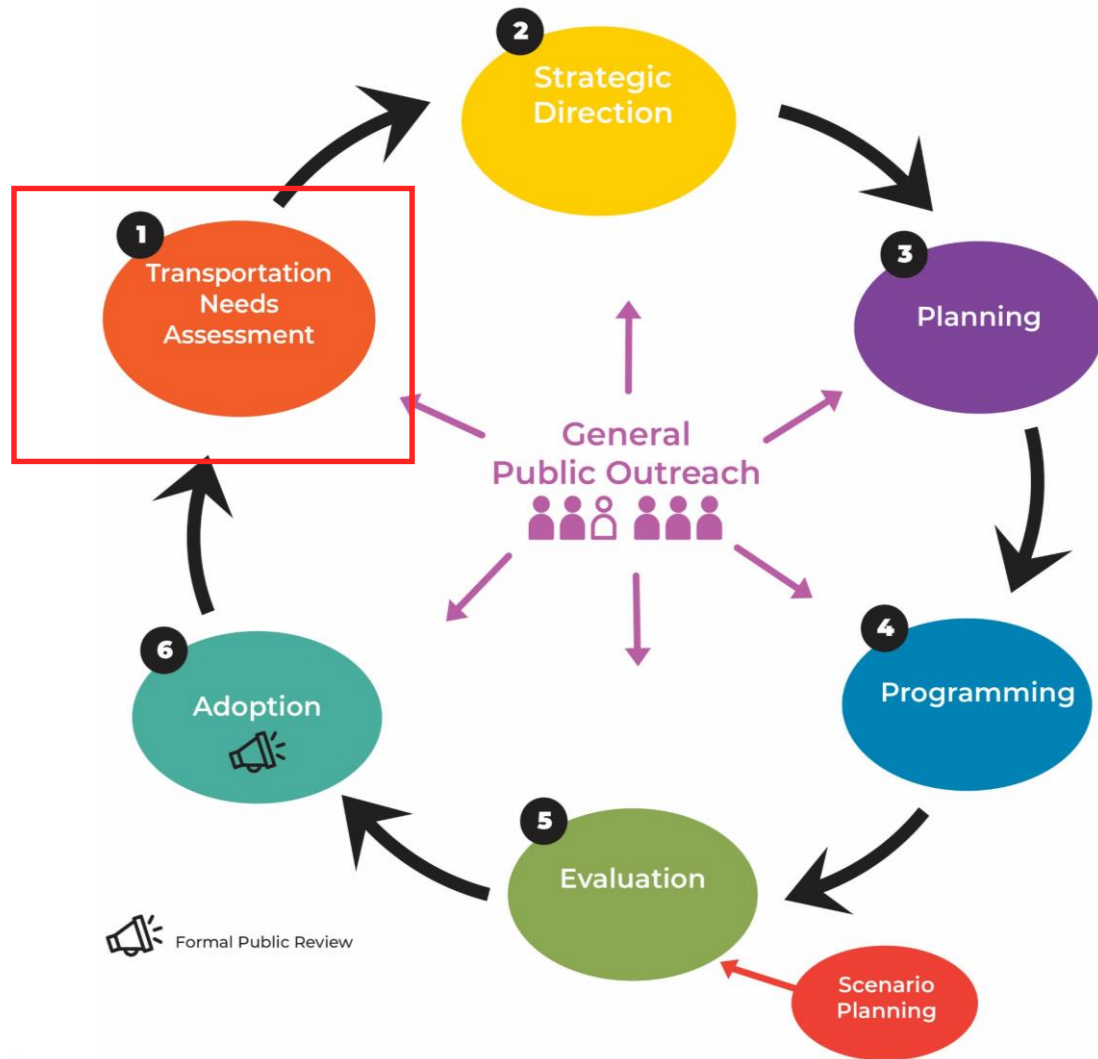 1
Transportation
Needs
Assessment
2
Strategic
Direction
3
Planning
4
Programming
5
Evaluation
6
Adoption
General
Public Outreach
Scenario
Planning
Formal Public Review